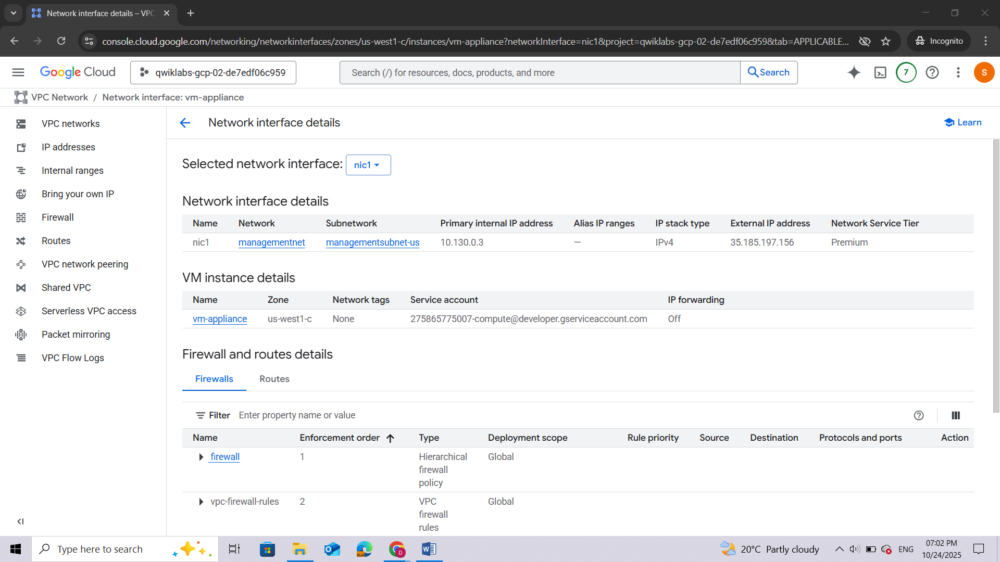 Network interface details – VPC
console.cloud.google.com/networking/networkinterfaces/zones/us-west1-c/instances/vm-appliance?networkInterface=nic1&project=qwiklabs-gcp-02-de7edf06c959&tab=APPLICABLE...
Incognito
Google Cloud
qwiklabs-gcp-02-de7edf06c959
Search (/) for resources, docs, products, and more
Search
7
S
VPC Network / Network interface: vm-appliance
VPC networks
IP addresses
Internal ranges
Bring your own IP
Firewall
Routes
VPC network peering
Shared VPC
Serverless VPC access
Packet mirroring
VPC Flow Logs
Network interface details
Learn
Selected network interface: nic1
Network interface details
Name Network Subnetwork Primary internal IP address Alias IP ranges IP stack type External IP address Network Service Tier
nic1 managementnet managementsubnet-us 10.130.0.3 — IPv4 35.185.197.156 Premium
VM instance details
Name Zone Network tags Service account IP forwarding
vm-appliance us-west1-c None 275865775007-compute@developer.gserviceaccount.com Off
Firewall and routes details
Firewalls Routes
Filter Enter property name or value
Name Enforcement order Type Deployment scope Rule priority Source Destination Protocols and ports Action
firewall 1 Hierarchical firewall policy Global
vpc-firewall-rules 2 VPC firewall rules Global
Type here to search
D
20°C Partly cloudy
ENG
07:02 PM
10/24/2025